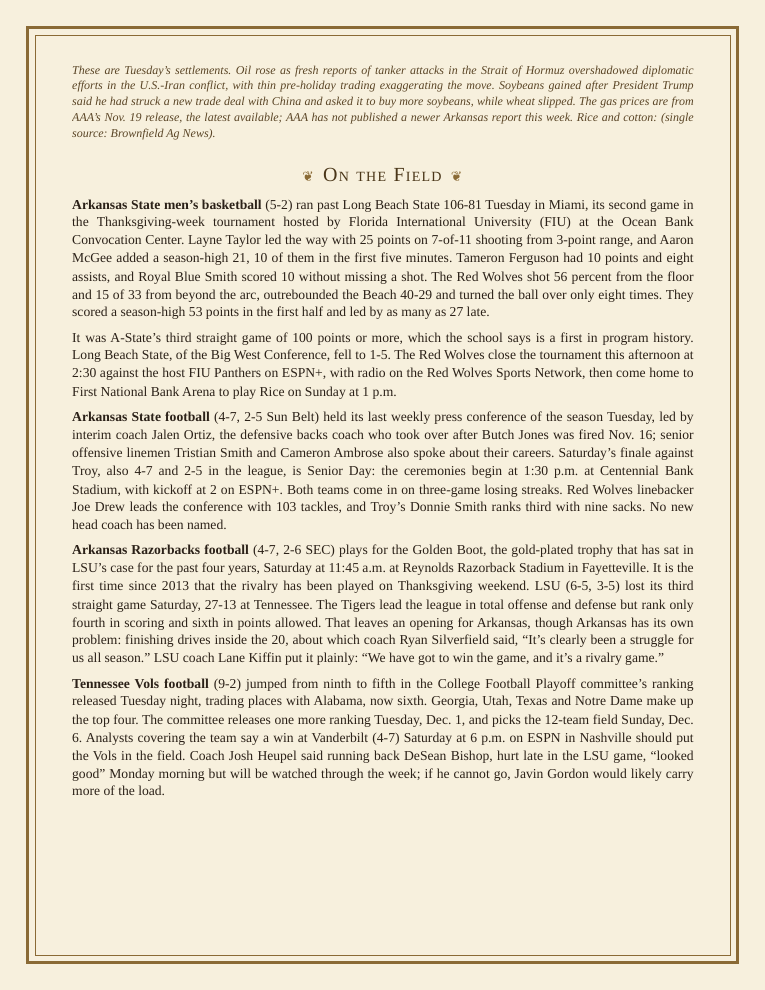 These are Tuesday’s settlements. Oil rose as fresh reports of tanker attacks in the Strait of Hormuz overshadowed diplomatic
efforts in the U.S.-Iran conflict, with thin pre-holiday trading exaggerating the move. Soybeans gained after President Trump
said he had struck a new trade deal with China and asked it to buy more soybeans, while wheat slipped. The gas prices are from
AAA’s Nov. 19 release, the latest available; AAA has not published a newer Arkansas report this week. Rice and cotton: (single
source: Brownfield Ag News).
❦ On the Field ❦
Arkansas State men’s basketball (5-2) ran past Long Beach State 106-81 Tuesday in Miami, its second game in
the Thanksgiving-week tournament hosted by Florida International University (FIU) at the Ocean Bank
Convocation Center. Layne Taylor led the way with 25 points on 7-of-11 shooting from 3-point range, and Aaron
McGee added a season-high 21, 10 of them in the first five minutes. Tameron Ferguson had 10 points and eight
assists, and Royal Blue Smith scored 10 without missing a shot. The Red Wolves shot 56 percent from the floor
and 15 of 33 from beyond the arc, outrebounded the Beach 40-29 and turned the ball over only eight times. They
scored a season-high 53 points in the first half and led by as many as 27 late.
It was A-State’s third straight game of 100 points or more, which the school says is a first in program history.
Long Beach State, of the Big West Conference, fell to 1-5. The Red Wolves close the tournament this afternoon at
2:30 against the host FIU Panthers on ESPN+, with radio on the Red Wolves Sports Network, then come home to
First National Bank Arena to play Rice on Sunday at 1 p.m.
Arkansas State football (4-7, 2-5 Sun Belt) held its last weekly press conference of the season Tuesday, led by
interim coach Jalen Ortiz, the defensive backs coach who took over after Butch Jones was fired Nov. 16; senior
offensive linemen Tristian Smith and Cameron Ambrose also spoke about their careers. Saturday’s finale against
Troy, also 4-7 and 2-5 in the league, is Senior Day: the ceremonies begin at 1:30 p.m. at Centennial Bank
Stadium, with kickoff at 2 on ESPN+. Both teams come in on three-game losing streaks. Red Wolves linebacker
Joe Drew leads the conference with 103 tackles, and Troy’s Donnie Smith ranks third with nine sacks. No new
head coach has been named.
Arkansas Razorbacks football (4-7, 2-6 SEC) plays for the Golden Boot, the gold-plated trophy that has sat in
LSU’s case for the past four years, Saturday at 11:45 a.m. at Reynolds Razorback Stadium in Fayetteville. It is the
first time since 2013 that the rivalry has been played on Thanksgiving weekend. LSU (6-5, 3-5) lost its third
straight game Saturday, 27-13 at Tennessee. The Tigers lead the league in total offense and defense but rank only
fourth in scoring and sixth in points allowed. That leaves an opening for Arkansas, though Arkansas has its own
problem: finishing drives inside the 20, about which coach Ryan Silverfield said, “It’s clearly been a struggle for
us all season.” LSU coach Lane Kiffin put it plainly: “We have got to win the game, and it’s a rivalry game.”
Tennessee Vols football (9-2) jumped from ninth to fifth in the College Football Playoff committee’s ranking
released Tuesday night, trading places with Alabama, now sixth. Georgia, Utah, Texas and Notre Dame make up
the top four. The committee releases one more ranking Tuesday, Dec. 1, and picks the 12-team field Sunday, Dec.
6. Analysts covering the team say a win at Vanderbilt (4-7) Saturday at 6 p.m. on ESPN in Nashville should put
the Vols in the field. Coach Josh Heupel said running back DeSean Bishop, hurt late in the LSU game, “looked
good” Monday morning but will be watched through the week; if he cannot go, Javin Gordon would likely carry
more of the load.